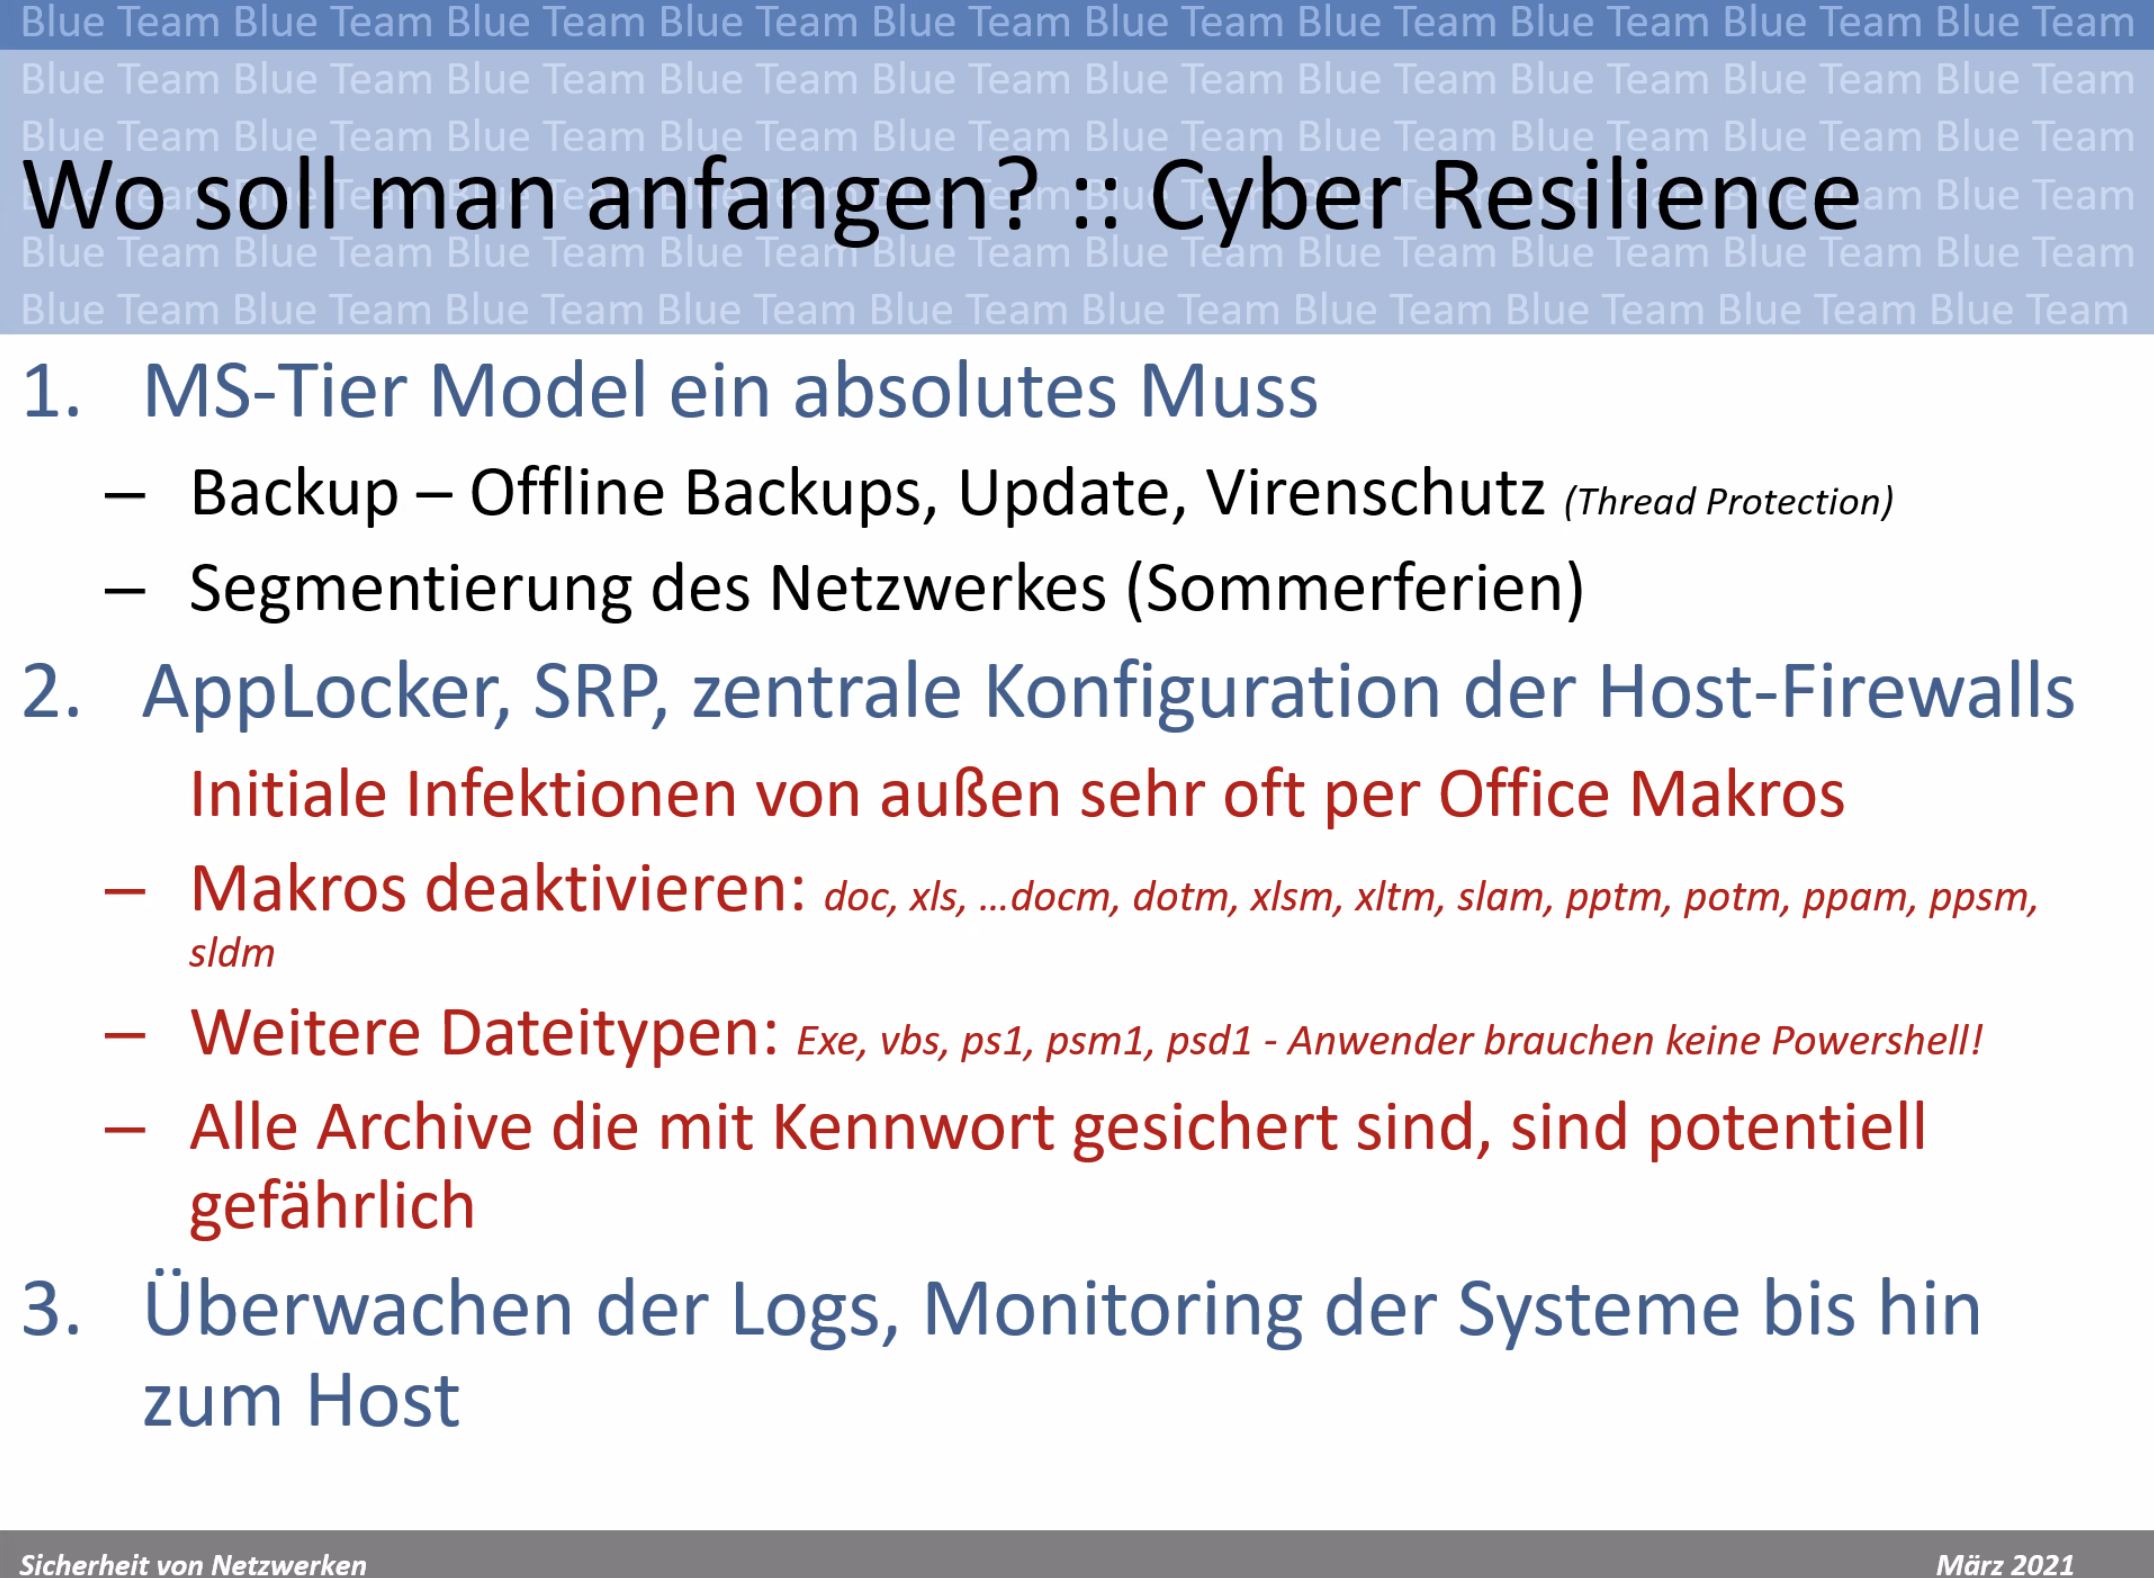 Blue Team Blue Team Blue Team Blue Team Blue Team Blue Team Blue Team Blue Team Blue Team Blue Team
Blue Team Blue Team Blue Team Blue Team Blue Team Blue Team Blue Team Blue Team Blue Team Blue Team
Blue Team Blue Team Blue Team Blue Team Blue Team Blue Team Blue Team Blue Team Blue Team Blue Team
Wo soll man anfangen? :: Cyber Resilience
Blue Team Blue Team Blue Team Blue Team Blue Team Blue Team Blue Team Blue Team Blue Team Blue Team
Blue Team Blue Team Blue Team Blue Team Blue Team Blue Team Blue Team Blue Team Blue Team Blue Team
1. MS-Tier Model ein absolutes Muss
– Backup – Offline Backups, Update, Virenschutz (Thread Protection)
– Segmentierung des Netzwerkes (Sommerferien)
2. AppLocker, SRP, zentrale Konfiguration der Host-Firewalls
Initiale Infektionen von außen sehr oft per Office Makros
– Makros deaktivieren: doc, xls, …docm, dotm, xlsm, xltm, slam, pptm, potm, ppam, ppsm,
sldm
– Weitere Dateitypen: Exe, vbs, ps1, psm1, psd1 - Anwender brauchen keine Powershell!
– Alle Archive die mit Kennwort gesichert sind, sind potentiell
gefährlich
3. Überwachen der Logs, Monitoring der Systeme bis hin
zum Host
Sicherheit von Netzwerken
März 2021